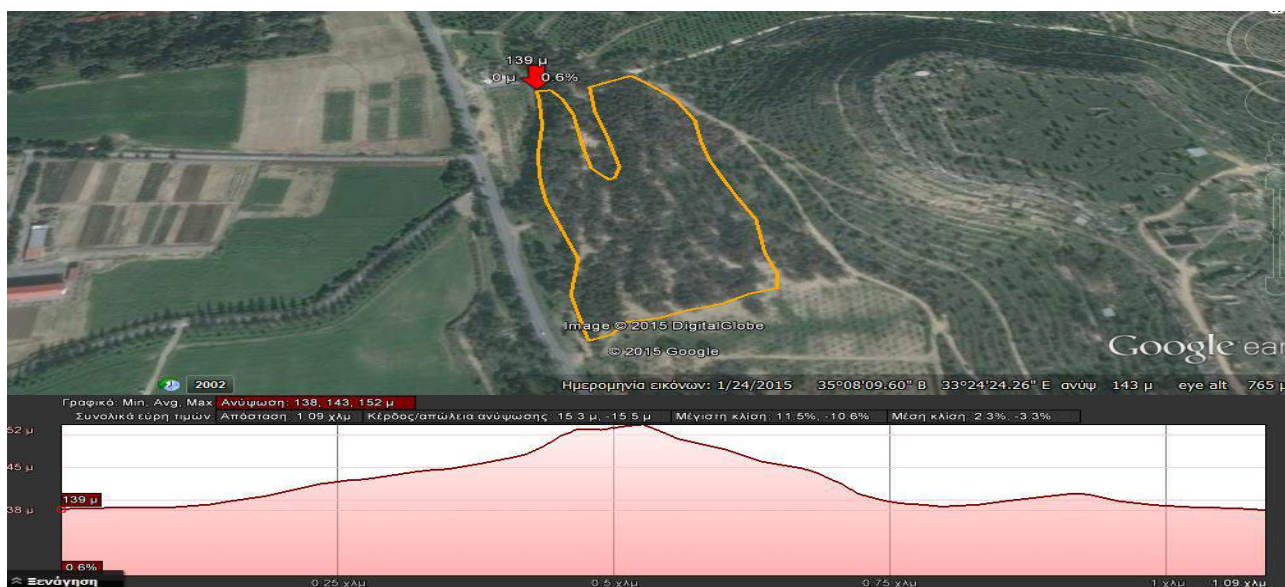 139 μ
0 μ 0.6%
Image © 2015 DigitalGlobe
© 2015 Google
Google ear
2002
Ημερομηνία εικόνων: 1/24/2015 35°08'09.60" Β 33°24'24.26" Ε ανύψ 143 μ eye alt 765 μ
Γραφικό: Min, Avg, Max Ανύψωση: 138, 143, 152 μ
Συνολικά εύρη τιμών: Απόσταση: 1.09 χλμ Κέρδος/απώλεια ανύψωσης: 15.3 μ, -15.5 μ Μέγιστη κλίση: 11.5%, -10.6% Μέση κλίση: 2.3%, -3.3%
52 μ
45 μ
139 μ
38 μ
0.6%
Ξενάγηση 0.25 χλμ 0.5 χλμ 0.75 χλμ 1 χλμ 1.09 χλμ